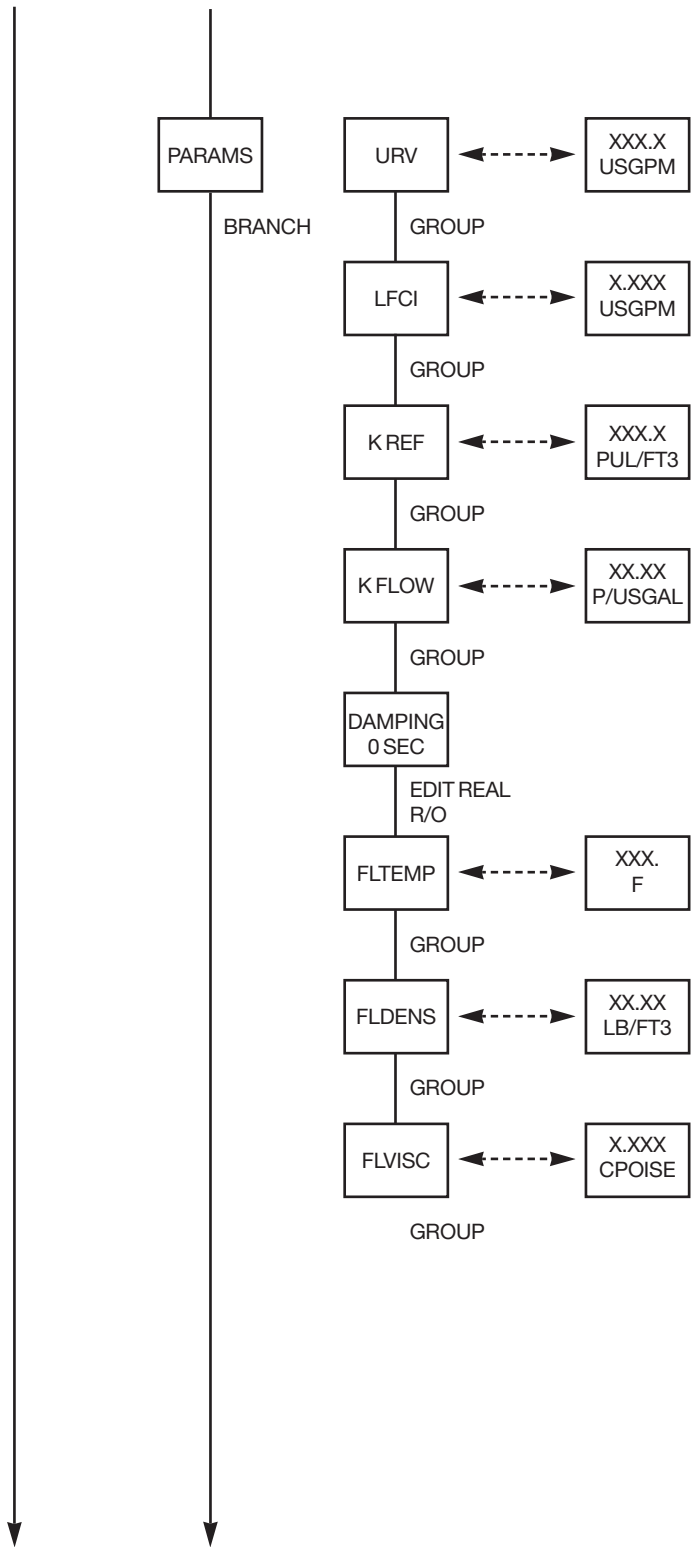 PARAMS
URV
XXX.X
USGPM
BRANCH
GROUP
LFCI
X.XXX
USGPM
GROUP
K REF
XXX.X
PUL/FT3
GROUP
K FLOW
XX.XX
P/USGAL
GROUP
DAMPING
0 SEC
EDIT REAL
R/O
FLTEMP
XXX.
F
GROUP
FLDENS
XX.XX
LB/FT3
GROUP
FLVISC
X.XXX
CPOISE
GROUP